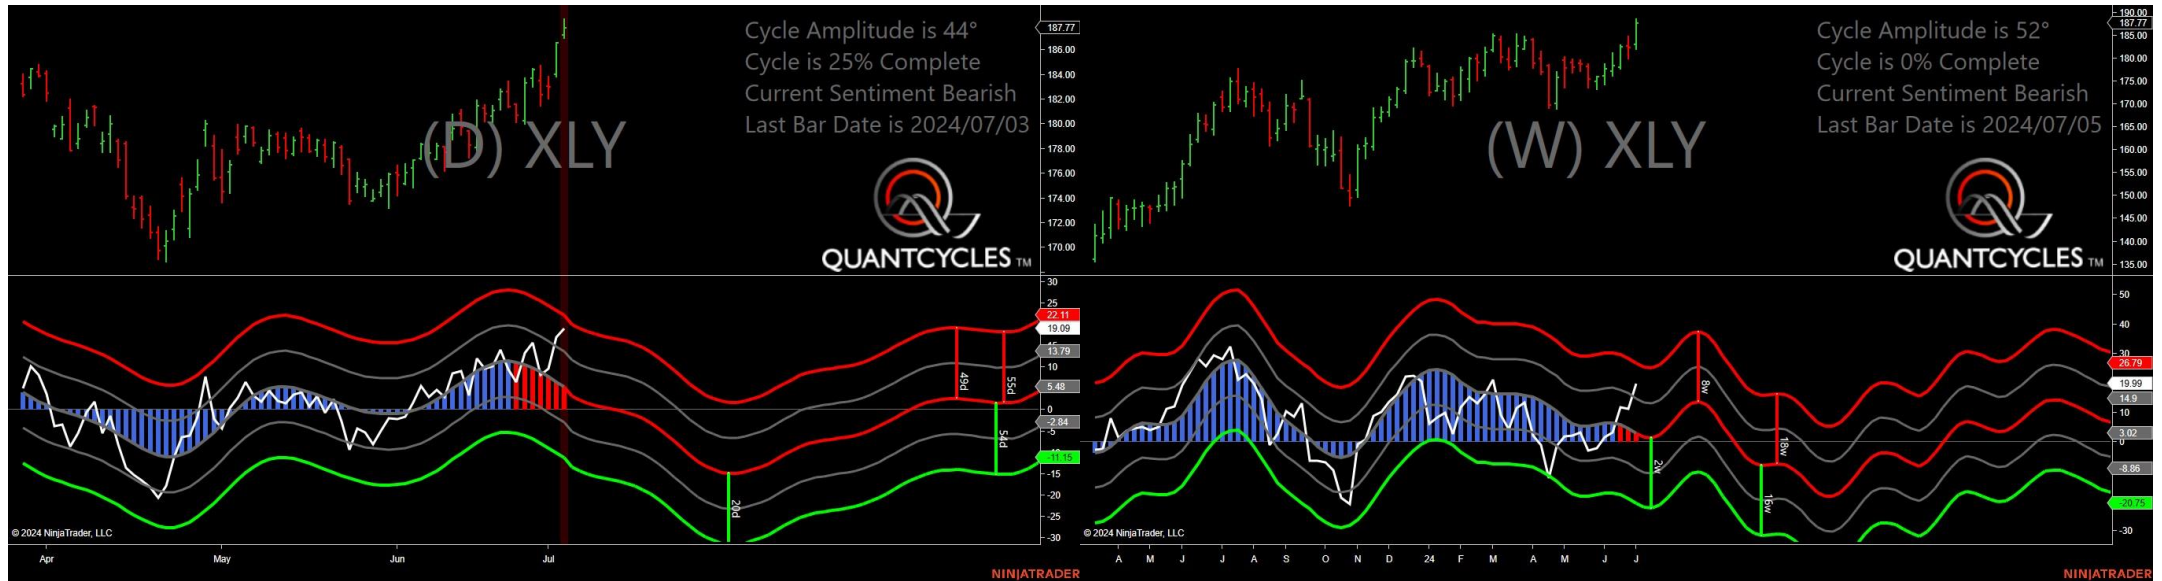 Cycle Amplitude is 44°
Cycle is 25% Complete
Current Sentiment Bearish
Last Bar Date is 2024/07/03
(D) XLY
QUANTCYCLES TM
187.77
186.00
184.00
182.00
180.00
178.00
176.00
174.00
172.00
170.00
30
25
22.11
19.09
13.79
10
5.48
0
-2.84
-5
-11.15
-15
-20
-25
-30
49d
55d
54d
20d
© 2024 NinjaTrader, LLC
Apr
May
Jun
Jul
NINJATRADER
Cycle Amplitude is 52°
Cycle is 0% Complete
Current Sentiment Bearish
Last Bar Date is 2024/07/05
(W) XLY
QUANTCYCLES TM
190.00
187.77
185.00
180.00
175.00
170.00
165.00
160.00
155.00
150.00
145.00
140.00
135.00
50
40
30
26.79
19.99
14.9
10
3.02
0
-8.86
-20.75
-30
8w
18w
2w
16w
© 2024 NinjaTrader, LLC
A M J J A S O N D 24 F M A M J J
NINJATRADER